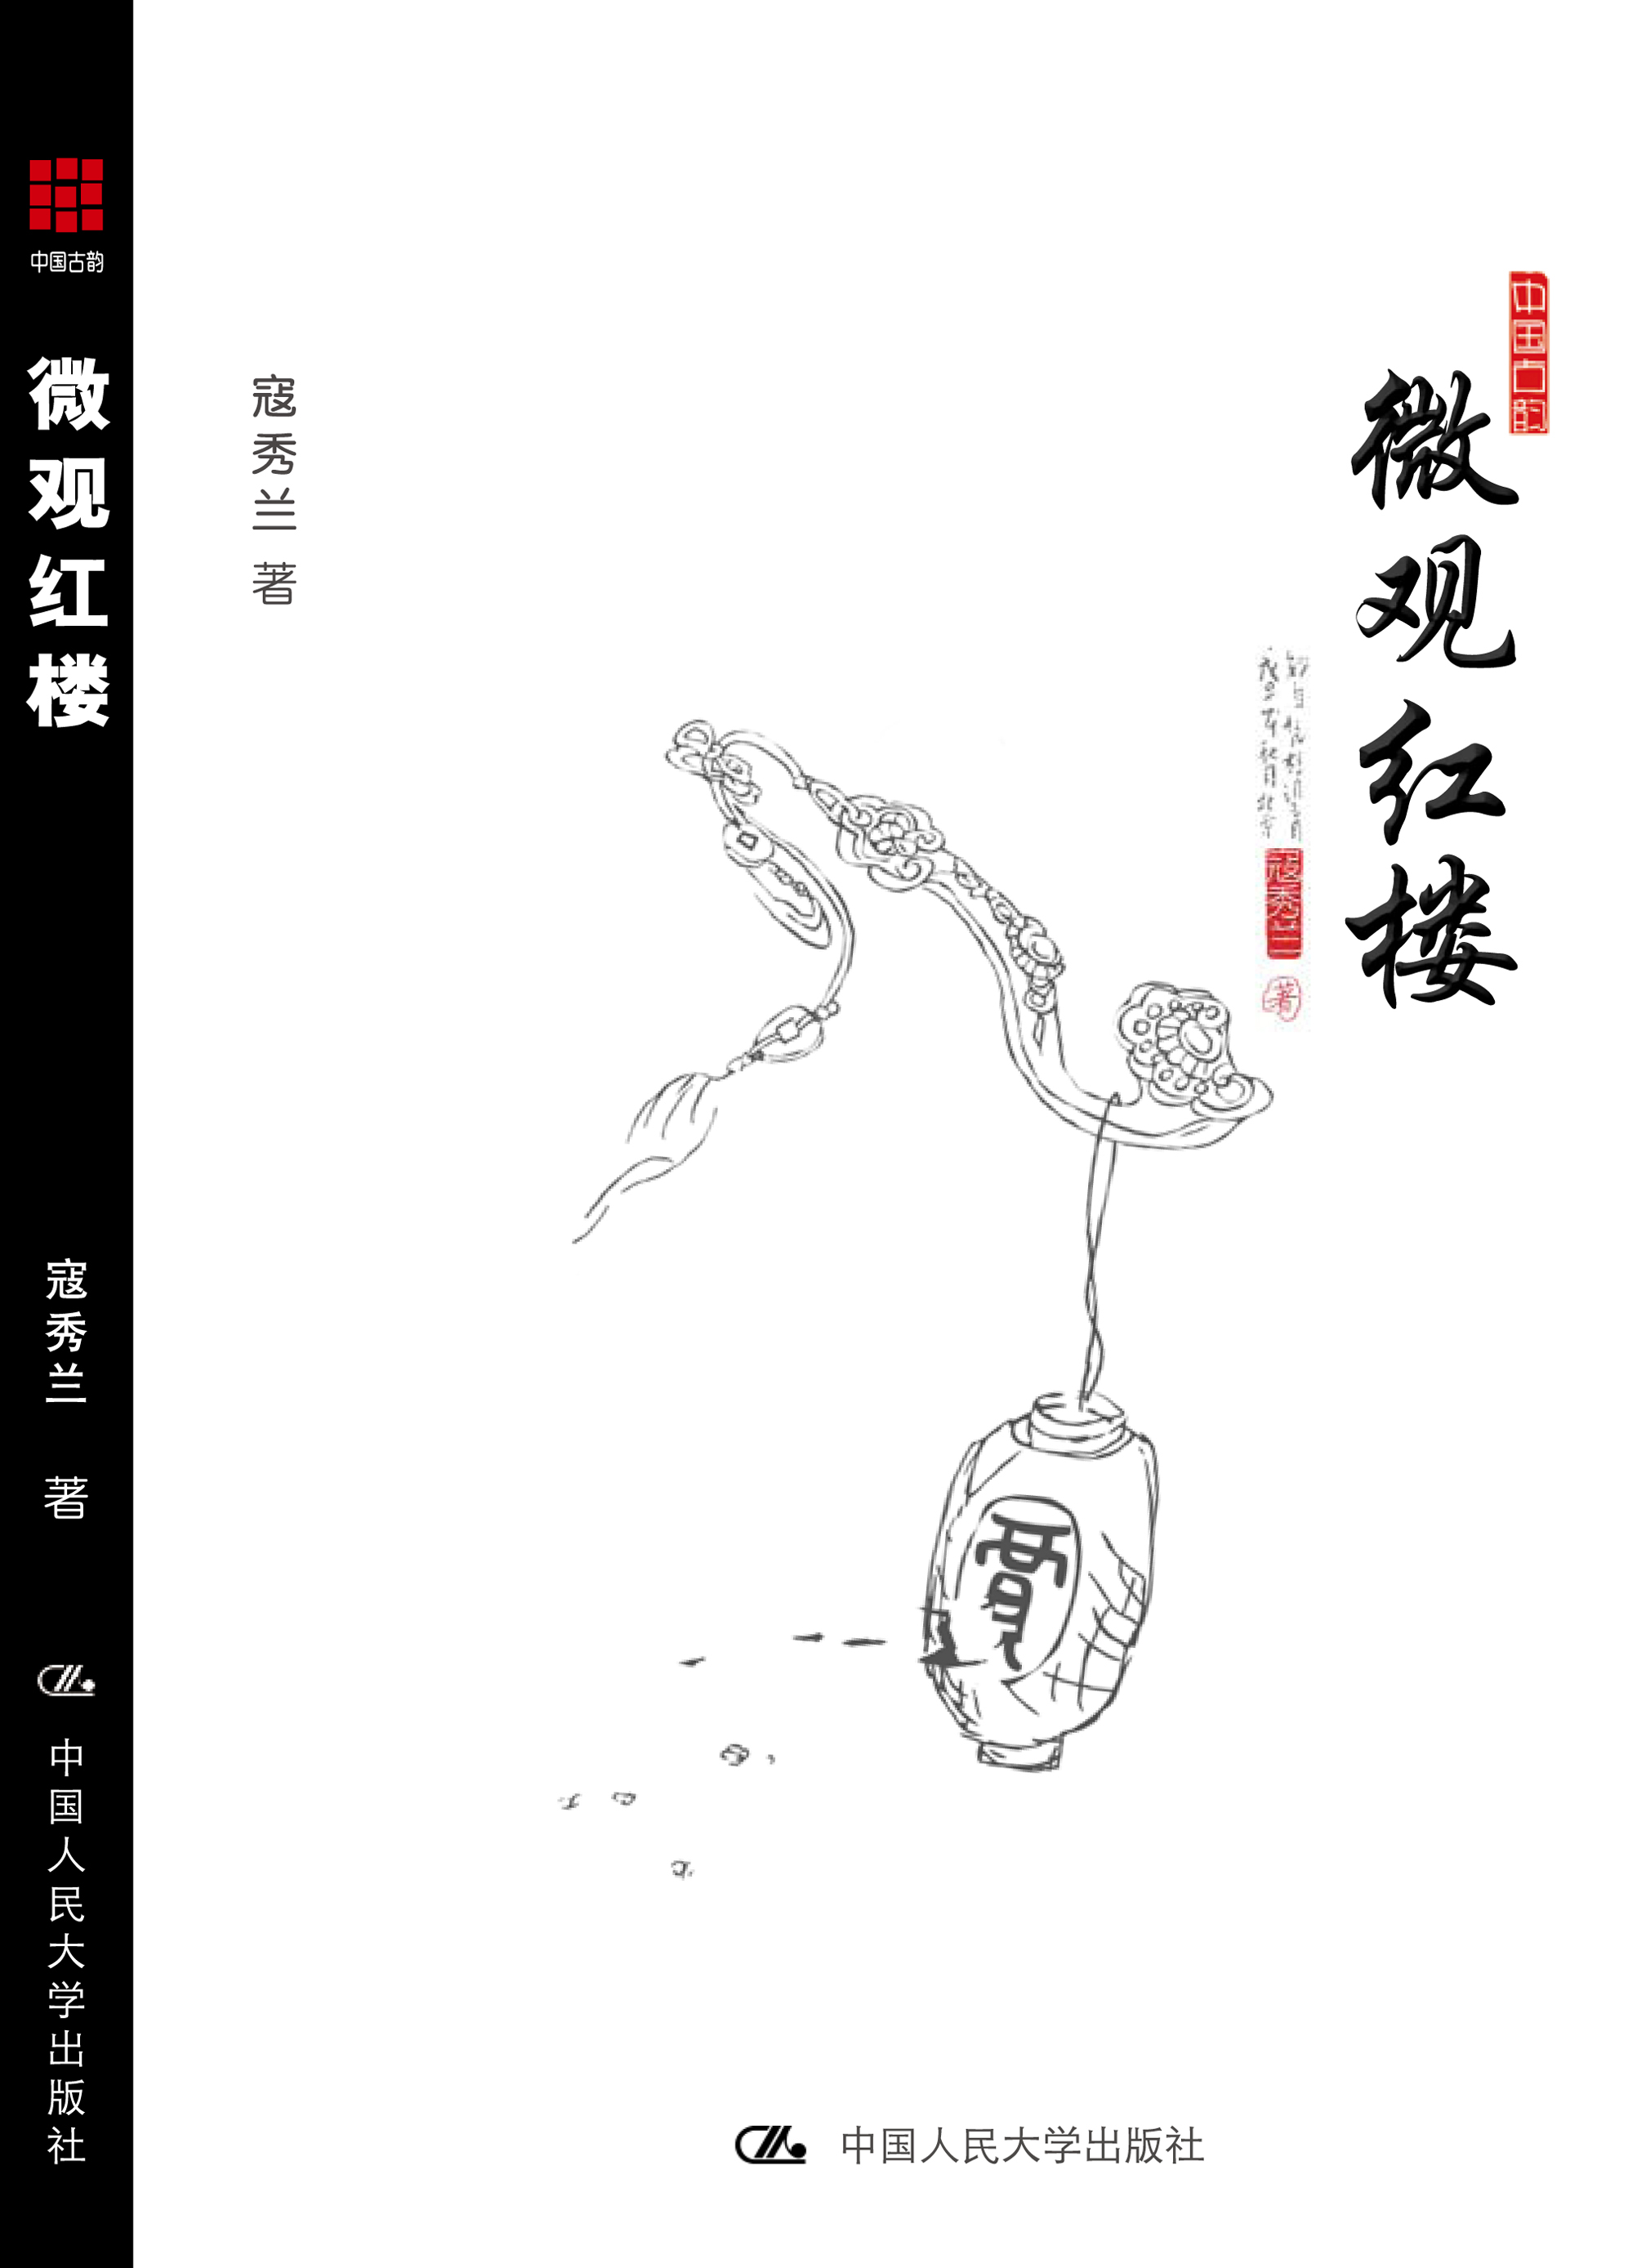 中国古韵
微观红楼
寇秀兰 著
中国人民大学出版社
寇秀兰 著
中国古韵
微观红楼
寇秀兰
著
賈
中国人民大学出版社